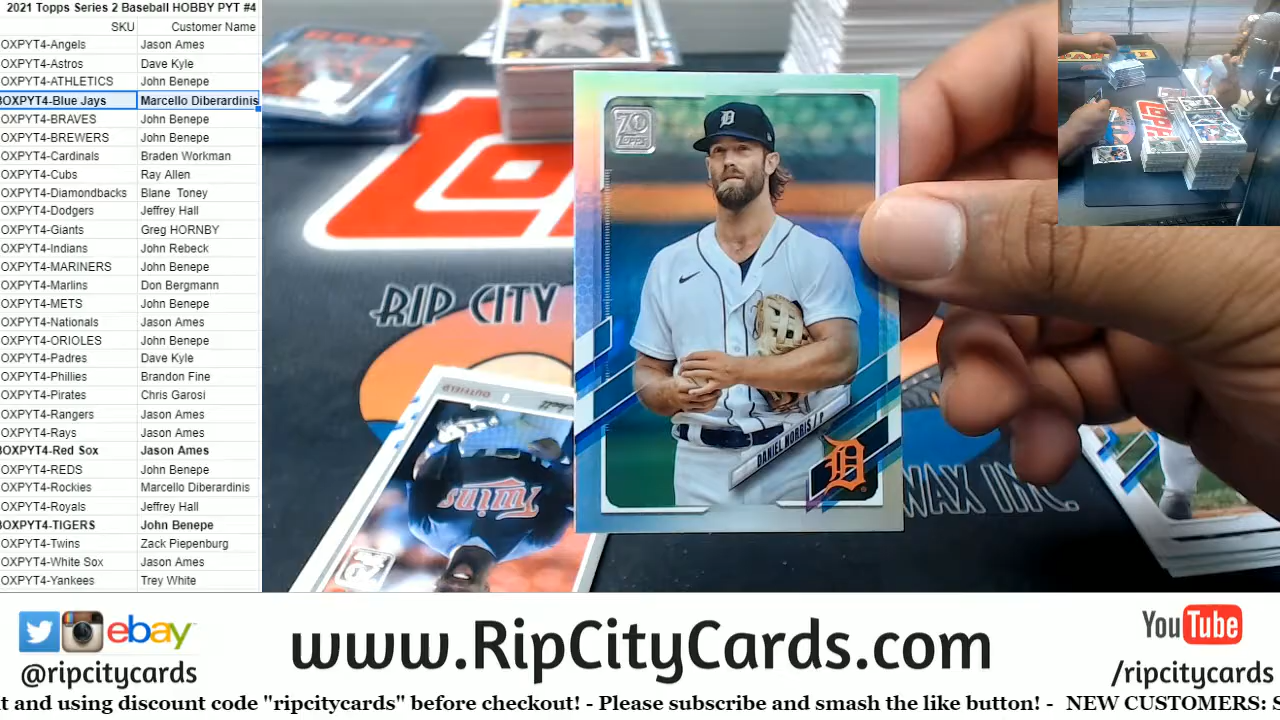 2021 Topps Series 2 Baseball HOBBY PYT #4
SKU Customer Name
OXPYT4-Angels Jason Ames
OXPYT4-Astros Dave Kyle
OXPYT4-ATHLETICS John Benepe
BOXPYT4-Blue Jays Marcello Diberardinis
OXPYT4-BRAVES John Benepe
OXPYT4-BREWERS John Benepe
OXPYT4-Cardinals Braden Workman
OXPYT4-Cubs Ray Allen
OXPYT4-Diamondbacks Blane Toney
OXPYT4-Dodgers Jeffrey Hall
OXPYT4-Giants Greg HORNBY
OXPYT4-Indians John Rebeck
OXPYT4-MARINERS John Benepe
OXPYT4-Marlins Don Bergmann
OXPYT4-METS John Benepe
OXPYT4-Nationals Jason Ames
OXPYT4-ORIOLES John Benepe
OXPYT4-Padres Dave Kyle
OXPYT4-Phillies Brandon Fine
OXPYT4-Pirates Chris Garosi
OXPYT4-Rangers Jason Ames
OXPYT4-Rays Jason Ames
OXPYT4-Red Sox Jason Ames
OXPYT4-REDS John Benepe
OXPYT4-Rockies Marcello Diberardinis
OXPYT4-Royals Jeffrey Hall
BOXPYT4-TIGERS John Benepe
OXPYT4-Twins Zack Piepenburg
OXPYT4-White Sox Jason Ames
OXPYT4-Yankees Trey White
REDS
RIP CITY
WAX INC.
70
TOPPS
D
DANIEL NORRIS / P
D
OUTFIELD
Twins
70
ebay
@ripcitycards
www.RipCityCards.com
YouTube
/ripcitycards
t and using discount code "ripcitycards" before checkout! - Please subscribe and smash the like button! - NEW CUSTOMERS: S